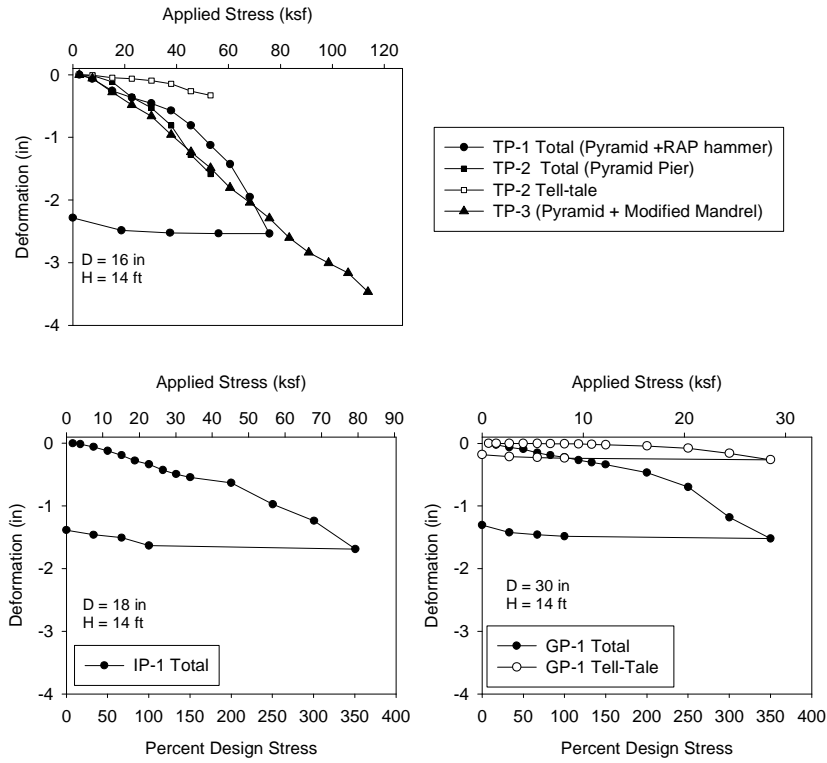 Applied Stress (ksf)
0 20 40 60 80 100 120
Deformation (in)
0
-1
-2
-3
-4
D = 16 in
H = 14 ft
TP-1 Total (Pyramid +RAP hammer)
TP-2 Total (Pyramid Pier)
TP-2 Tell-tale
TP-3 (Pyramid + Modified Mandrel)
Applied Stress (ksf)
0 10 20 30 40 50 60 70 80 90
Deformation (in)
0
-1
-2
-3
-4
D = 18 in
H = 14 ft
IP-1 Total
0 50 100 150 200 250 300 350
Percent Design Stress
Applied Stress (ksf)
0 10 20 30
Deformation (in)
0
-1
-2
-3
-4
D = 30 in
H = 14 ft
GP-1 Total
GP-1 Tell-Tale
0 50 100 150 200 250 300 350 400
Percent Design Stress